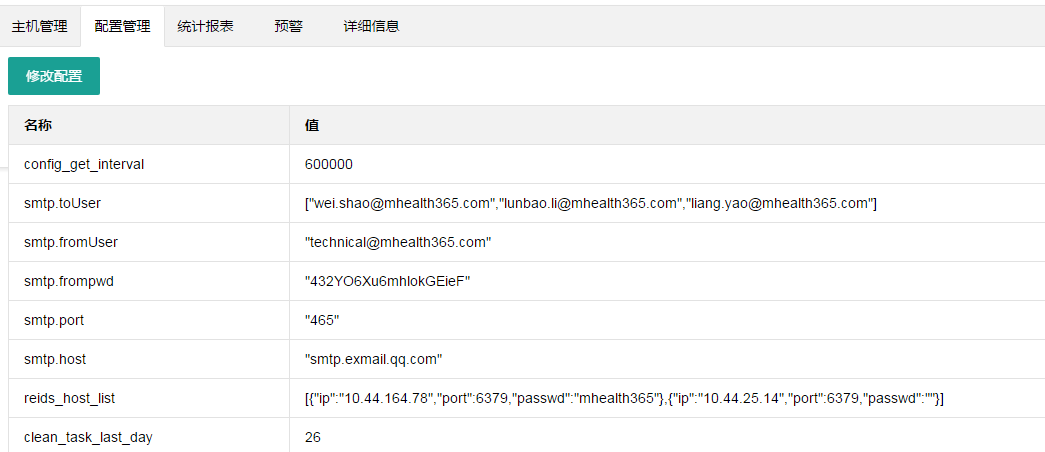 主机管理 配置管理 统计报表 预警 详细信息
修改配置
名称 值
config_get_interval 600000
smtp.toUser ["wei.shao@mhealth365.com","lunbao.li@mhealth365.com","liang.yao@mhealth365.com"]
smtp.fromUser "technical@mhealth365.com"
smtp.frompwd "432YO6Xu6mhlokGEieF"
smtp.port "465"
smtp.host "smtp.exmail.qq.com"
reids_host_list [{"ip":"10.44.164.78","port":6379,"passwd":"mhealth365"},{"ip":"10.44.25.14","port":6379,"passwd":""}]
clean_task_last_day 26